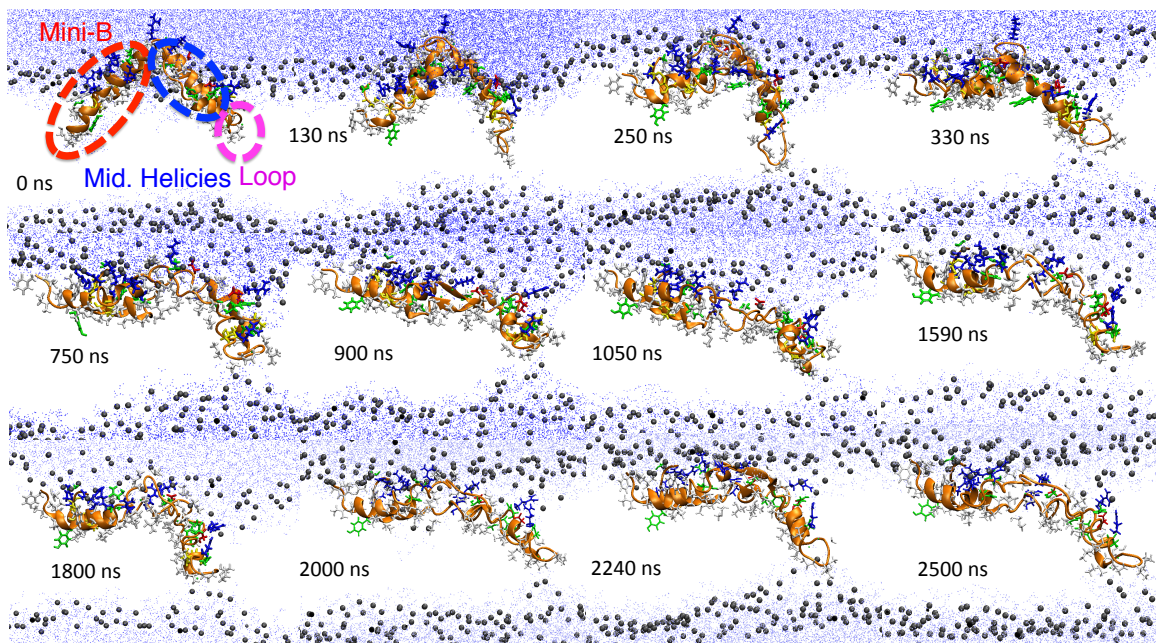 Mini-B
0 ns
Mid. Helicies
Loop
130 ns
250 ns
330 ns
750 ns
900 ns
1050 ns
1590 ns
1800 ns
2000 ns
2240 ns
2500 ns